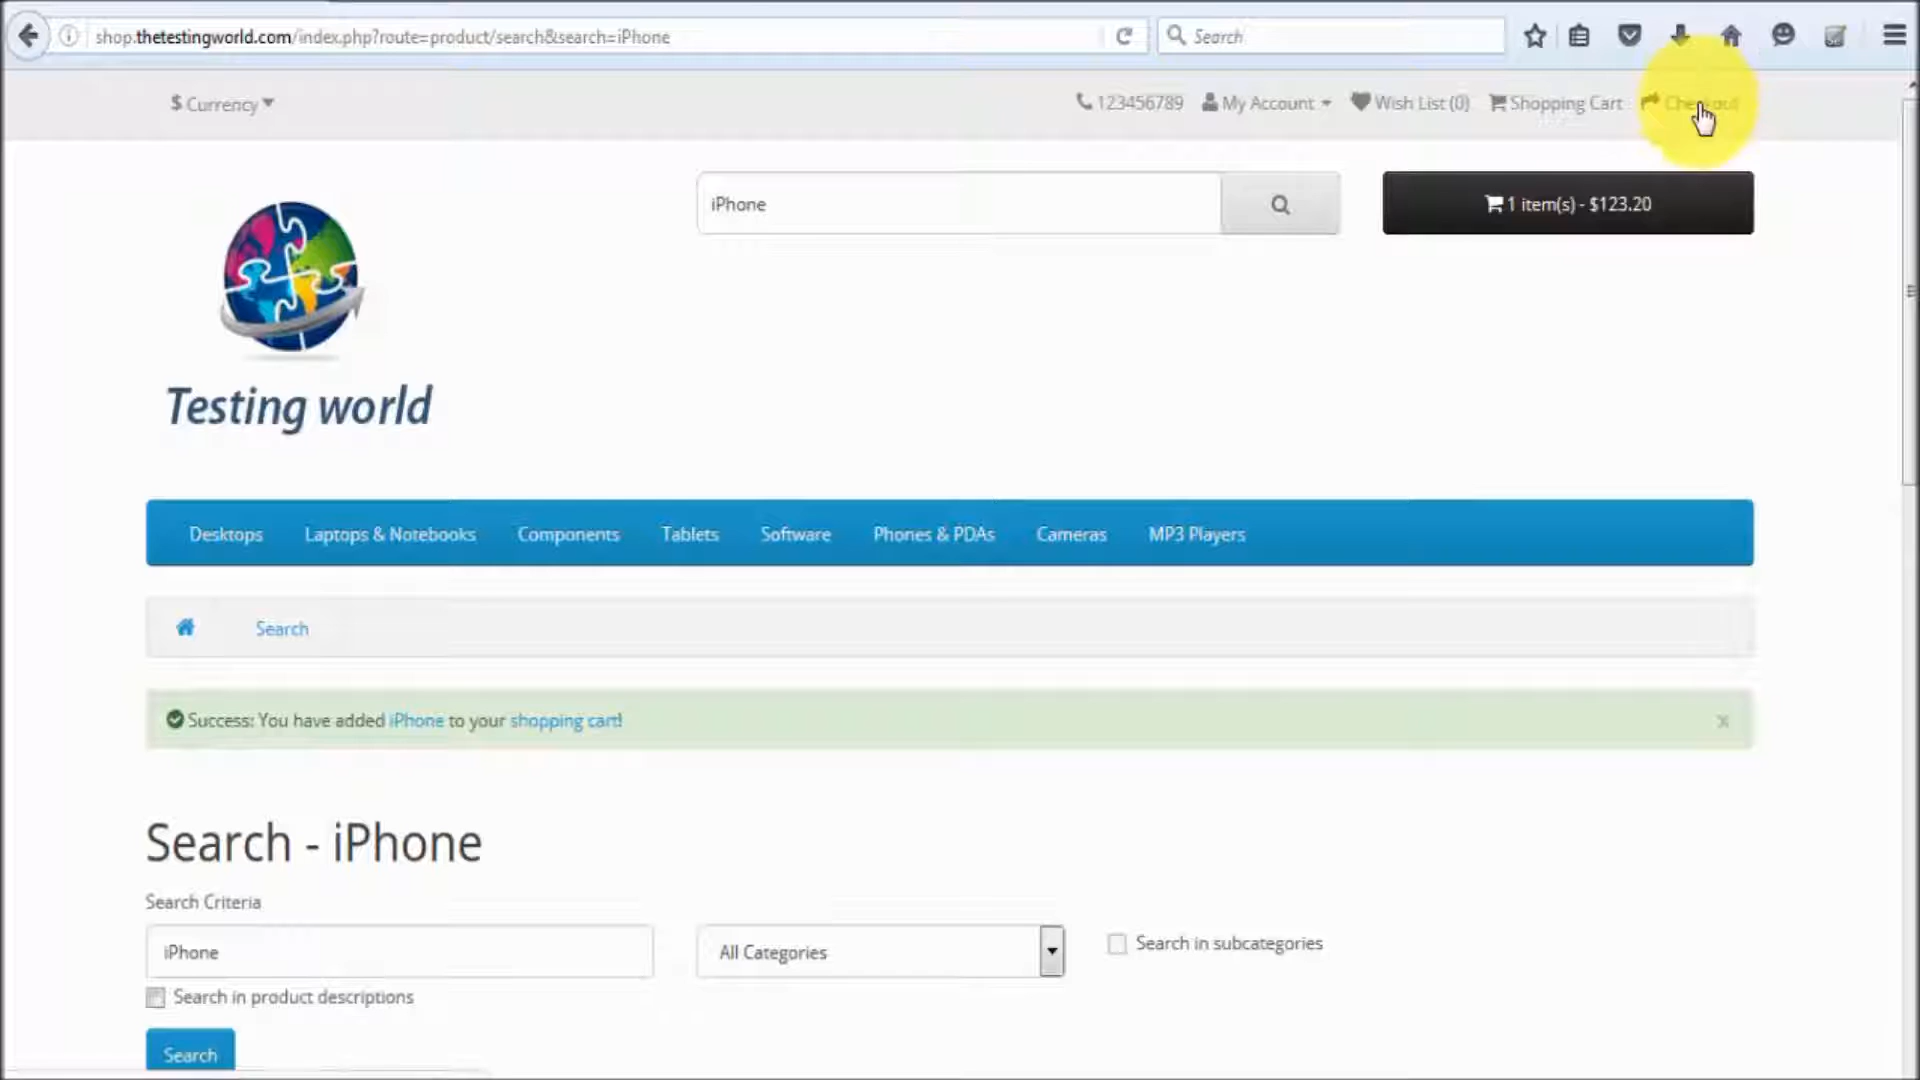 shop.thetestingworld.com/index.php?route=product/search&search=iPhone
Search
$ Currency
123456789
My Account
Wish List (0)
Shopping Cart
Checkout
iPhone
1 item(s) - $123.20
Testing world
Desktops
Laptops & Notebooks
Components
Tablets
Software
Phones & PDAs
Cameras
MP3 Players
Search
Success: You have added iPhone to your shopping cart!
x
Search - iPhone
Search Criteria
iPhone
All Categories
Search in subcategories
Search in product descriptions
Search